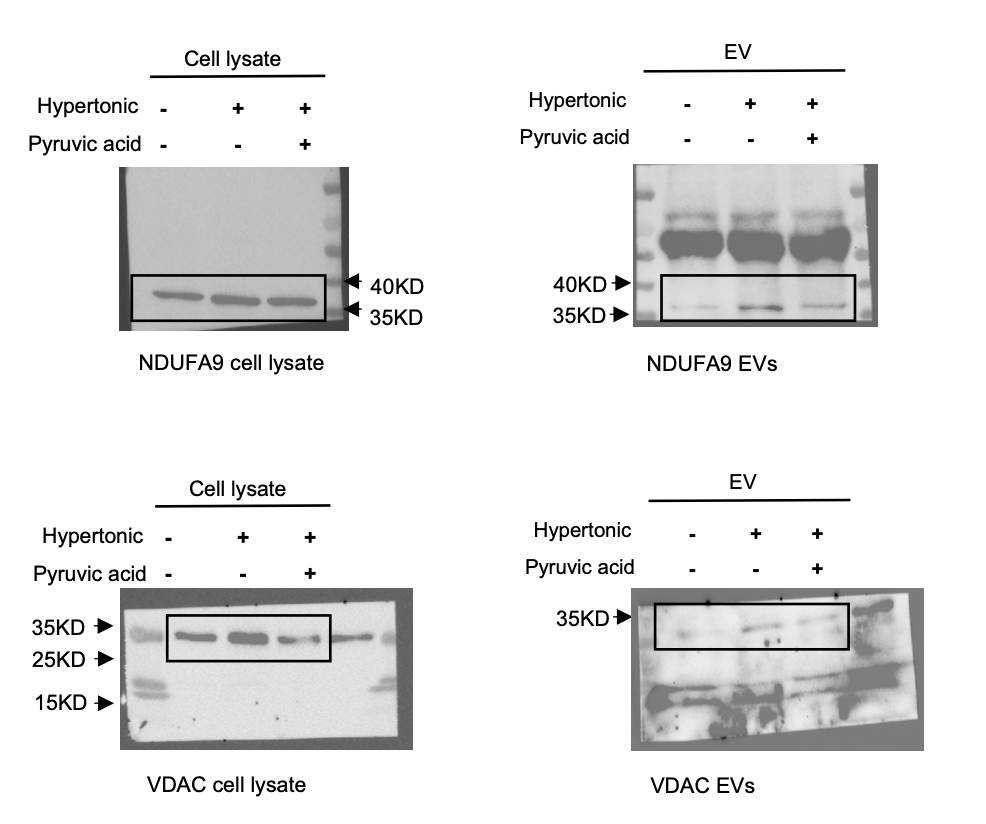 Cell lysate
Hypertonic - + +
Pyruvic acid - - +
40KD
35KD
NDUFA9 cell lysate
EV
Hypertonic - + +
Pyruvic acid - - +
40KD
35KD
NDUFA9 EVs
Cell lysate
Hypertonic - + +
Pyruvic acid - - +
35KD
25KD
15KD
VDAC cell lysate
EV
Hypertonic - + +
Pyruvic acid - - +
35KD
VDAC EVs